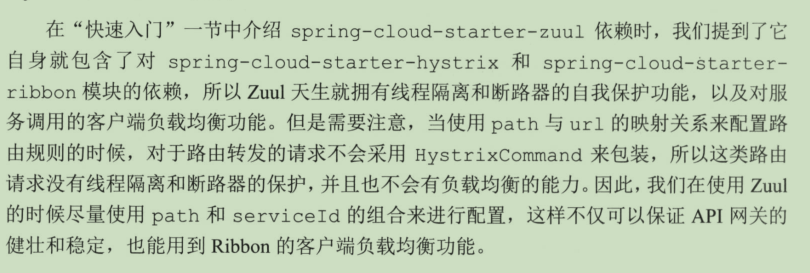 在“快速入门”一节中介绍 spring-cloud-starter-zuul 依赖时，我们提到了它
自身就包含了对 spring-cloud-starter-hystrix 和 spring-cloud-starter-
ribbon 模块的依赖，所以 Zuul 天生就拥有线程隔离和断路器的自我保护功能，以及对服
务调用的客户端负载均衡功能。但是需要注意，当使用 path 与 url 的映射关系来配置路
由规则的时候，对于路由转发的请求不会采用 HystrixCommand 来包装，所以这类路由
请求没有线程隔离和断路器的保护，并且也不会有负载均衡的能力。因此，我们在使用 Zuul
的时候尽量使用 path 和 serviceId 的组合来进行配置，这样不仅可以保证 API 网关的
健壮和稳定，也能用到 Ribbon 的客户端负载均衡功能。